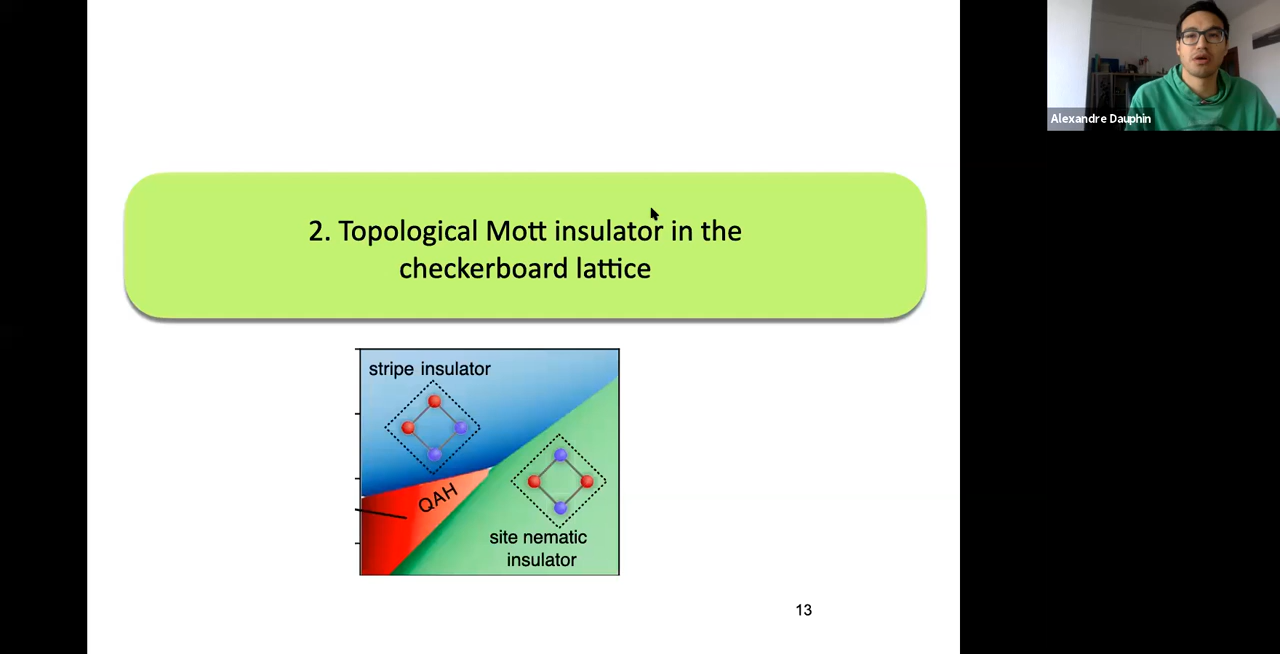 Alexandre Dauphin
2. Topological Mott insulator in the
checkerboard lattice
stripe insulator
QAH
site nematic
insulator
13